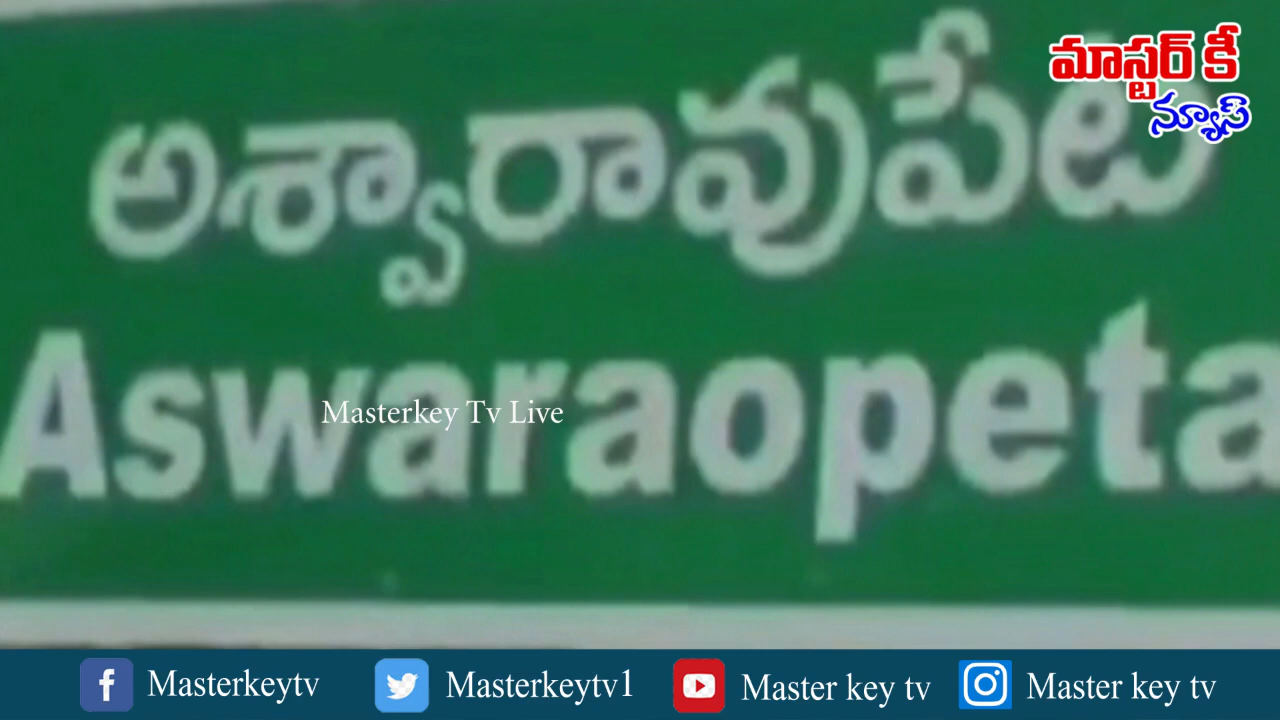 మాస్టర్ కీ
న్యూస్
అశ్వారావుపేట
Aswaraopeta
Masterkey Tv Live
Masterkeytv
Masterkeytv1
Master key tv
Master key tv